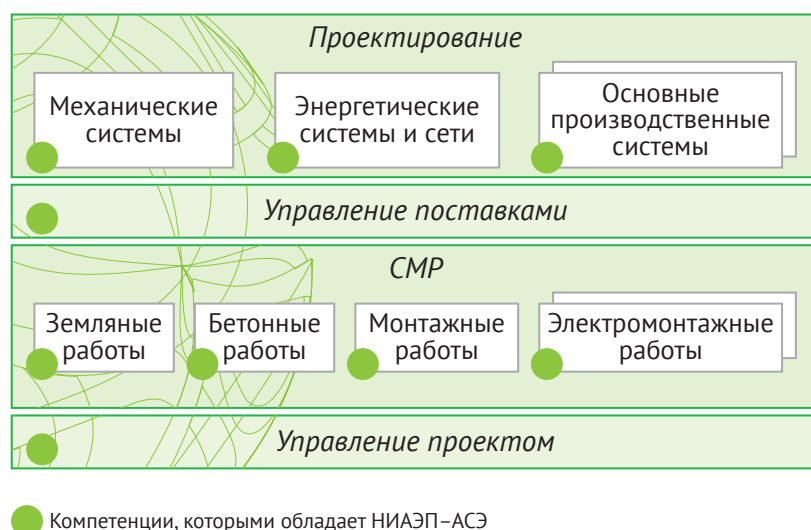 Проектирование
Механические
системы
Энергетические
системы и сети
Основные
производственные
системы
Управление поставками
СМР
Земляные
работы
Бетонные
работы
Монтажные
работы
Электромонтажные
работы
Управление проектом
Компетенции, которыми обладает НИАЭП–АСЭ